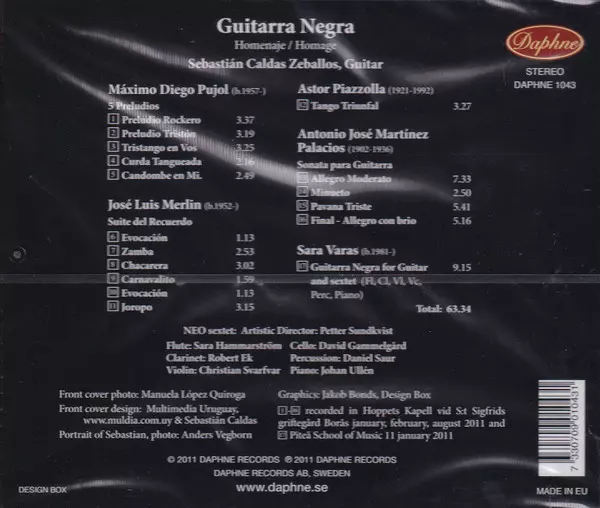 Guitarra Negra
Homenaje / Homage
Sebastián Caldas Zeballos, Guitar
Daphne
STEREO
DAPHNE 1043
Máximo Diego Pujol (b.1957-)
5 Preludios
1 Preludio Rockero 3.37
2 Preludio Tristón 3.19
3 Tristango en Vos 3.25
4 Curda Tangueada 2.16
5 Candombe en Mi. 2.49
José Luis Merlin (b.1952-)
Suite del Recuerdo
6 Evocación 1.13
7 Zamba 2.53
8 Chacarera 3.02
9 Carnavalito 1.59
10 Evocación 1.13
11 Joropo 3.15
Astor Piazzolla (1921-1992)
12 Tango Triunfal 3.27
Antonio José Martínez
Palacios (1902-1936)
Sonata para Guitarra
13 Allegro Moderato 7.33
14 Minueto 2.50
15 Pavana Triste 5.41
16 Final - Allegro con brio 5.16
Sara Varas (b.1981-)
17 Guitarra Negra for Guitar 9.15
and sextet (Fl, Cl, Vl, Vc,
Perc, Piano)
Total: 63.34
NEO sextet: Artistic Director: Petter Sundkvist
Flute: Sara Hammarström Cello: David Gammelgård
Clarinet: Robert Ek Percussion: Daniel Saur
Violin: Christian Svarfvar Piano: Johan Ullén
Front cover photo: Manuela López Quiroga
Front cover design: Multimedia Uruguay,
www.muldia.com.uy & Sebastián Caldas
Portrait of Sebastian, photo: Anders Vegborn
Graphics: Jakob Bonds, Design Box
1-16 recorded in Hoppets Kapell vid S:t Sigfrids
griftegård Borås january, february, august 2011 and
17 Piteå School of Music 11 january 2011
© 2011 DAPHNE RECORDS ℗ 2011 DAPHNE RECORDS
DAPHNE RECORDS AB, SWEDEN
www.daphne.se
DESIGN BOX
7 330709 010431
MADE IN EU